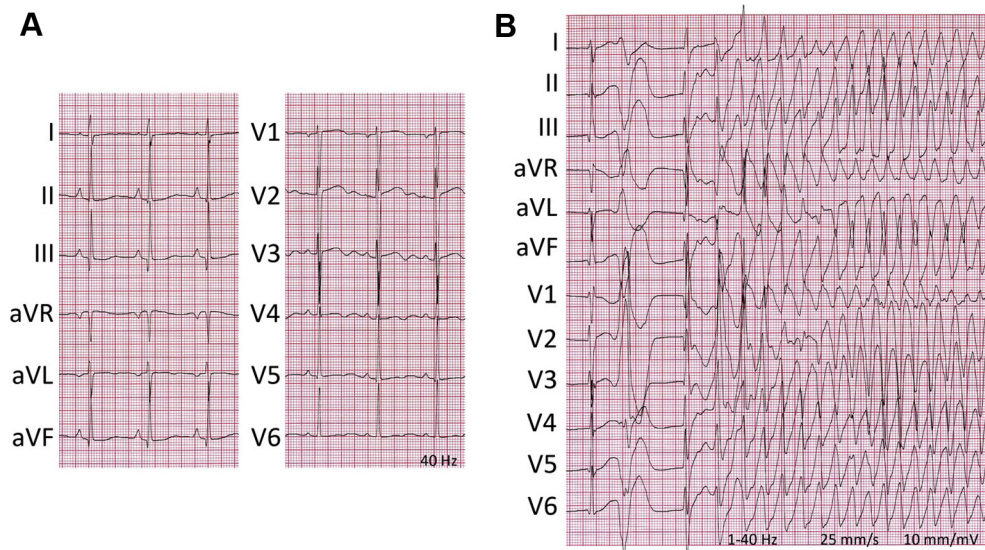 A
I
II
III
aVR
aVL
aVF
V1
V2
V3
V4
V5
V6
40 Hz
B
I
II
III
aVR
aVL
aVF
V1
V2
V3
V4
V5
V6
1-40 Hz 25 mm/s 10 mm/mV